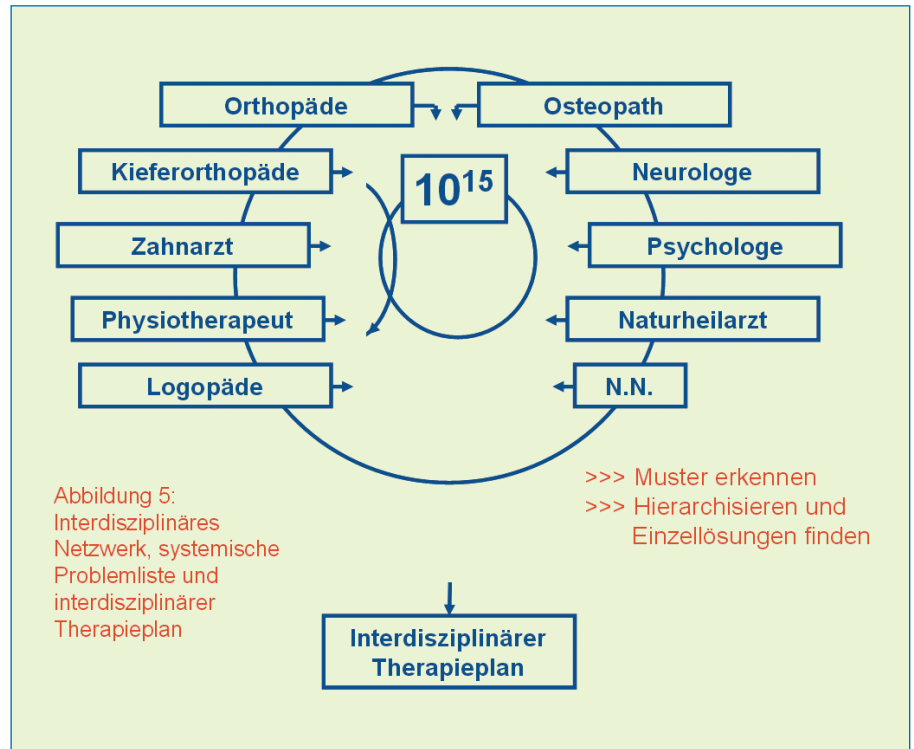 Orthopäde
Osteopath
Kieferorthopäde
10¹⁵
Neurologe
Zahnarzt
Psychologe
Physiotherapeut
Naturheilarzt
Logopäde
N.N.
>>> Muster erkennen
>>> Hierarchisieren und
Einzellösungen finden
Abbildung 5:
Interdisziplinäres
Netzwerk, systemische
Problemliste und
interdisziplinärer
Therapieplan
Interdisziplinärer
Therapieplan